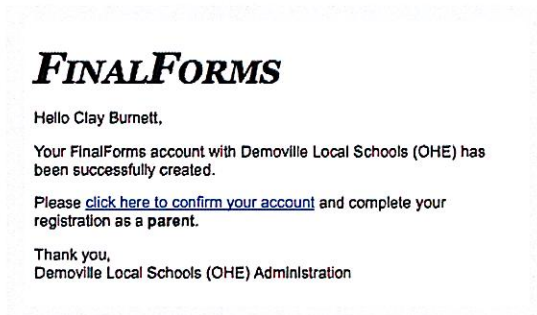 FINALFORMS
Hello Clay Burnett,
Your FinalForms account with Demoville Local Schools (OHE) has
been successfully created.
Please click here to confirm your account and complete your
registration as a parent.
Thank you,
Demoville Local Schools (OHE) Administration